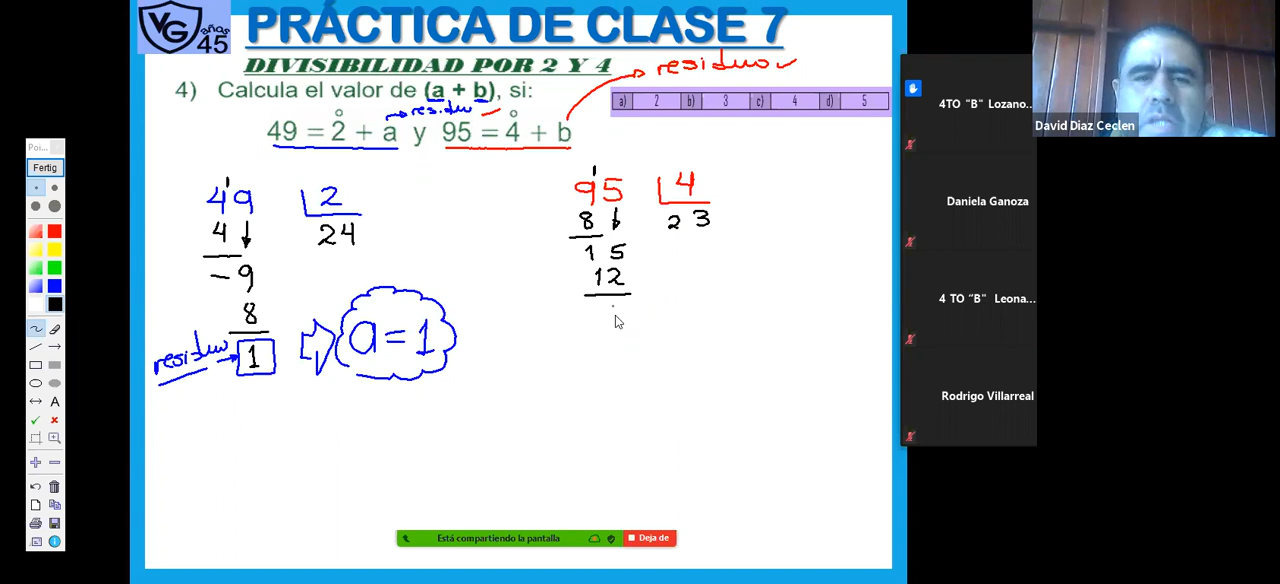 VG años 45
PRÁCTICA DE CLASE 7
DIVISIBILIDAD POR 2 Y 4
residuo
4) Calcula el valor de (a + b), si:
a) 2 b) 3 c) 4 d) 5
residuo
49 = 2̊ + a y 95 = 4̊ + b
49 2
4 24
- 9
8
residuo 1
a = 1
95 4
8 23
15
12
Poi...
Fertig
A
4TO "B" Lozano...
David Diaz Ceclen
Daniela Ganoza
4 TO "B" Leona...
Rodrigo Villarreal
Está compartiendo la pantalla
Deja de